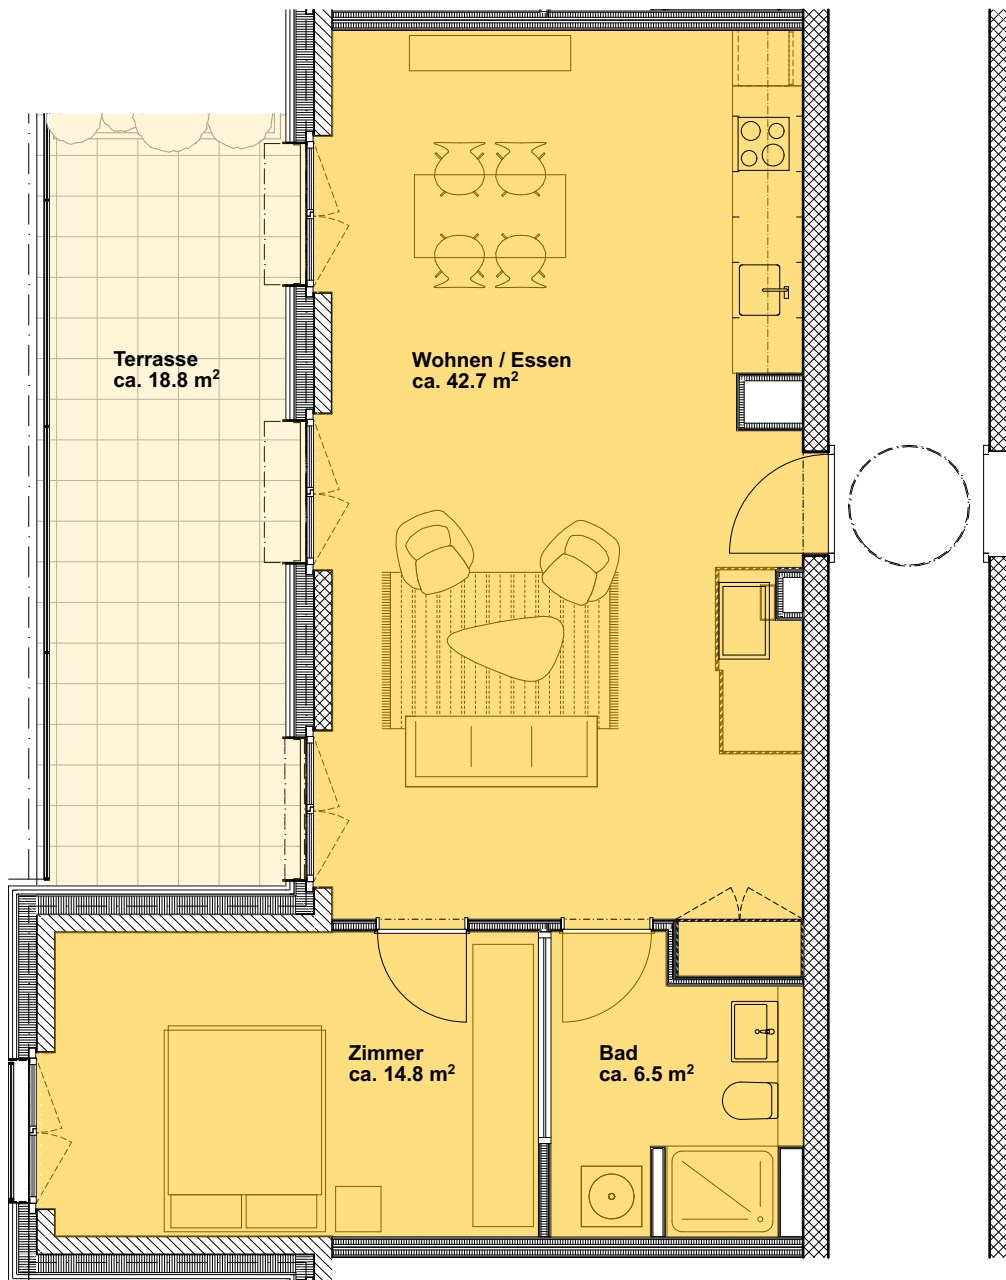 Terrasse
ca. 18.8 m²
Wohnen / Essen
ca. 42.7 m²
Zimmer
ca. 14.8 m²
Bad
ca. 6.5 m²